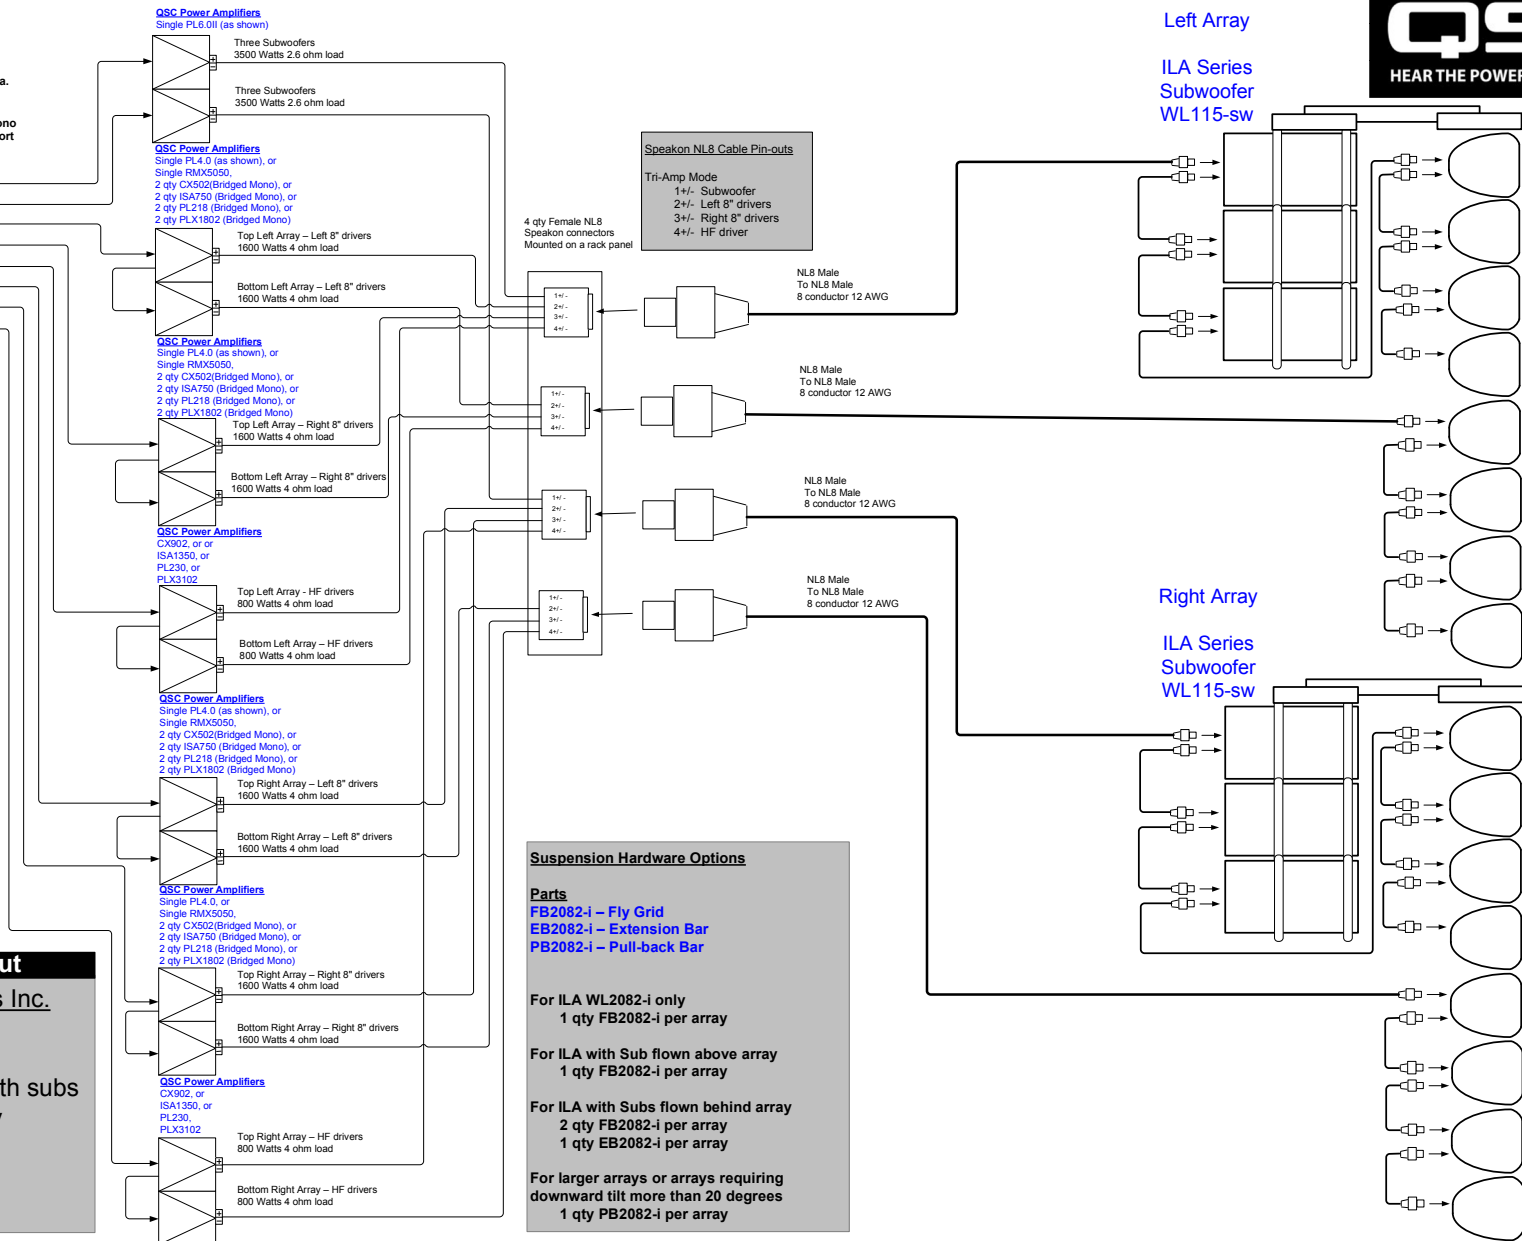 QSC Power Amplifiers
Single PL6.0II (as shown)
Three Subwoofers
3500 Watts 2.6 ohm load
Three Subwoofers
3500 Watts 2.6 ohm load
a.
ono
ort
QSC Power Amplifiers
Single PL4.0 (as shown), or
Single RMX5050,
2 qty CX502(Bridged Mono), or
2 qty ISA750 (Bridged Mono), or
2 qty PL218 (Bridged Mono), or
2 qty PLX1802 (Bridged Mono)
Top Left Array – Left 8" drivers
1600 Watts 4 ohm load
Bottom Left Array – Left 8" drivers
1600 Watts 4 ohm load
QSC Power Amplifiers
Single PL4.0 (as shown), or
Single RMX5050,
2 qty CX502(Bridged Mono), or
2 qty ISA750 (Bridged Mono), or
2 qty PL218 (Bridged Mono), or
2 qty PLX1802 (Bridged Mono)
Top Left Array – Right 8" drivers
1600 Watts 4 ohm load
Bottom Left Array – Right 8" drivers
1600 Watts 4 ohm load
QSC Power Amplifiers
CX902, or or
ISA1350, or
PL230, or
PLX3102
Top Left Array - HF drivers
800 Watts 4 ohm load
Bottom Left Array – HF drivers
800 Watts 4 ohm load
QSC Power Amplifiers
Single PL4.0 (as shown), or
Single RMX5050,
2 qty CX502(Bridged Mono), or
2 qty ISA750 (Bridged Mono), or
2 qty PL218 (Bridged Mono), or
2 qty PLX1802 (Bridged Mono)
Top Right Array – Left 8" drivers
1600 Watts 4 ohm load
Bottom Right Array – Left 8" drivers
1600 Watts 4 ohm load
QSC Power Amplifiers
Single PL4.0, or
Single RMX5050,
2 qty CX502(Bridged Mono), or
2 qty ISA750 (Bridged Mono), or
2 qty PL218 (Bridged Mono), or
2 qty PLX1802 (Bridged Mono)
Top Right Array – Right 8" drivers
1600 Watts 4 ohm load
Bottom Right Array – Right 8" drivers
1600 Watts 4 ohm load
QSC Power Amplifiers
CX902, or
ISA1350, or
PL230,
PLX3102
Top Right Array – HF drivers
800 Watts 4 ohm load
Bottom Right Array – HF drivers
800 Watts 4 ohm load
ut
s Inc.
th subs
y
Speakon NL8 Cable Pin-outs
Tri-Amp Mode
1+/- Subwoofer
2+/- Left 8" drivers
3+/- Right 8" drivers
4+/- HF driver
4 qty Female NL8
Speakon connectors
Mounted on a rack panel
1+/-
2+/-
3+/-
4+/-
1+/-
2+/-
3+/-
4+/-
1+/-
2+/-
3+/-
4+/-
1+/-
2+/-
3+/-
4+/-
NL8 Male
To NL8 Male
8 conductor 12 AWG
NL8 Male
To NL8 Male
8 conductor 12 AWG
NL8 Male
To NL8 Male
8 conductor 12 AWG
NL8 Male
To NL8 Male
8 conductor 12 AWG
Suspension Hardware Options
Parts
FB2082-i – Fly Grid
EB2082-i – Extension Bar
PB2082-i – Pull-back Bar
For ILA WL2082-i only
1 qty FB2082-i per array
For ILA with Sub flown above array
1 qty FB2082-i per array
For ILA with Subs flown behind array
2 qty FB2082-i per array
1 qty EB2082-i per array
For larger arrays or arrays requiring
downward tilt more than 20 degrees
1 qty PB2082-i per array
Left Array
ILA Series
Subwoofer
WL115-sw
QS
HEAR THE POWER
Right Array
ILA Series
Subwoofer
WL115-sw